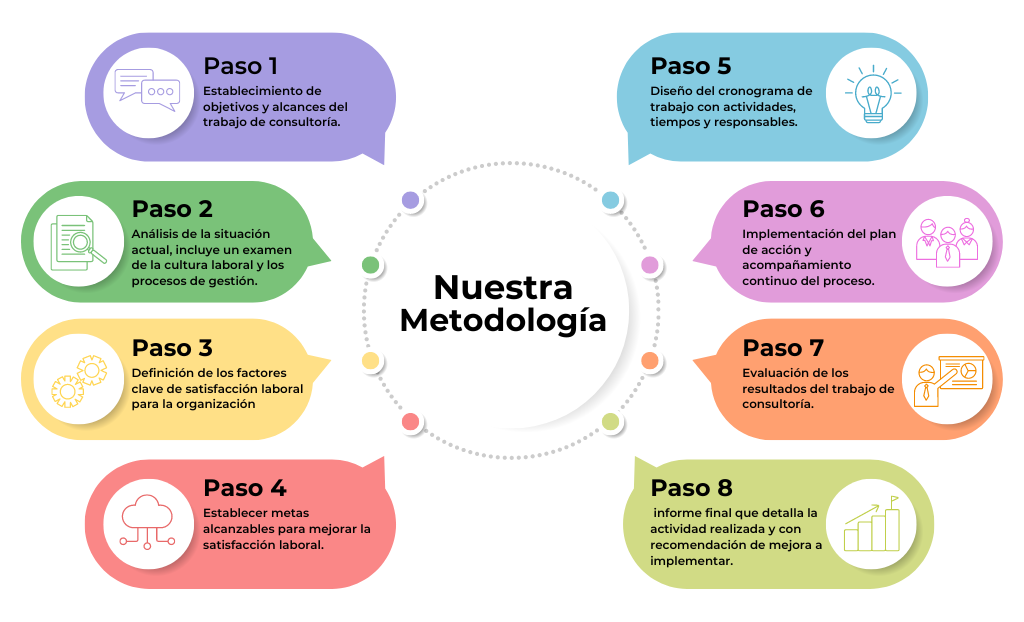 Paso 1
Establecimiento de
objetivos y alcances del
trabajo de consultoría.
Paso 2
Análisis de la situación
actual, incluye un examen
de la cultura laboral y los
procesos de gestión.
Paso 3
Definición de los factores
clave de satisfacción laboral
para la organización
Paso 4
Establecer metas
alcanzables para mejorar la
satisfacción laboral.
Nuestra
Metodología
Paso 5
Diseño del cronograma de
trabajo con actividades,
tiempos y responsables.
Paso 6
Implementación del plan
de acción y
acompañamiento
continuo del proceso.
Paso 7
Evaluación de los
resultados del trabajo de
consultoría.
Paso 8
informe final que detalla la
actividad realizada y con
recomendación de mejora a
implementar.